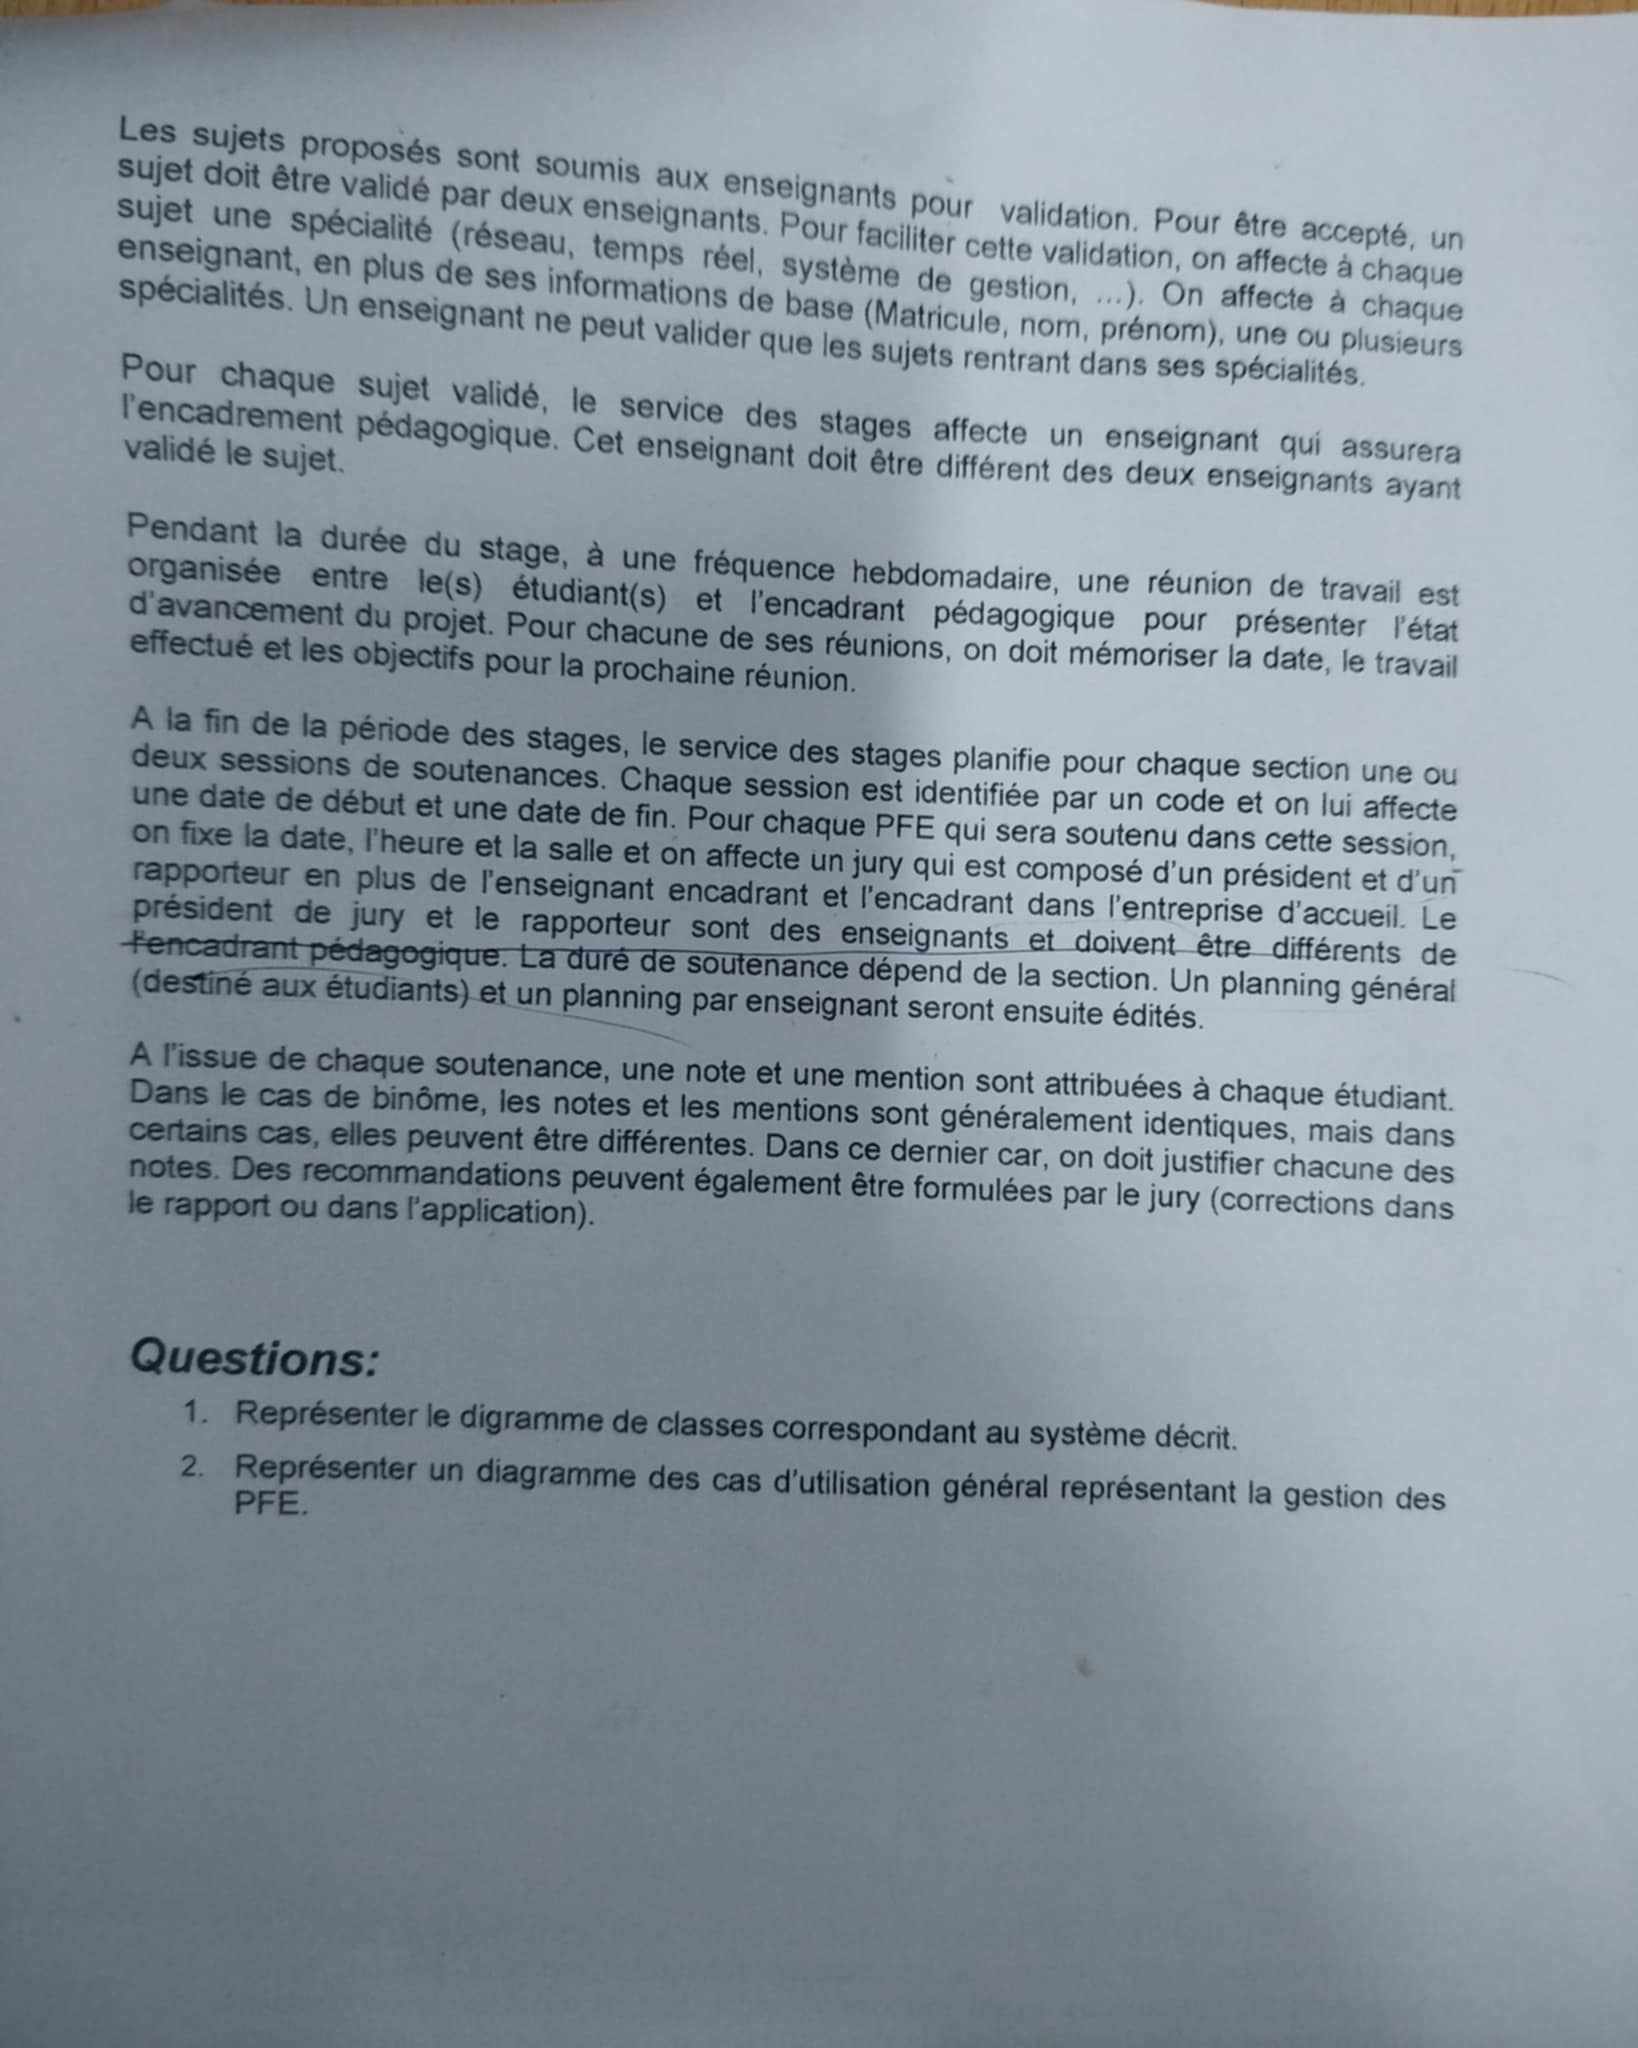 Les sujets proposés sont soumis aux enseignants pour validation. Pour être accepté, un
sujet doit être validé par deux enseignants. Pour faciliter cette validation, on affecte à chaque
sujet une spécialité (réseau, temps réel, système de gestion, ...). On affecte à chaque
enseignant, en plus de ses informations de base (Matricule, nom, prénom), une ou plusieurs
spécialités. Un enseignant ne peut valider que les sujets rentrant dans ses spécialités.
Pour chaque sujet validé, le service des stages affecte un enseignant qui assurera
l'encadrement pédagogique. Cet enseignant doit être différent des deux enseignants ayant
validé le sujet.
Pendant la durée du stage, à une fréquence hebdomadaire, une réunion de travail est
organisée entre le(s) étudiant(s) et l'encadrant pédagogique pour présenter l'état
d'avancement du projet. Pour chacune de ses réunions, on doit mémoriser la date, le travail
effectué et les objectifs pour la prochaine réunion.
A la fin de la période des stages, le service des stages planifie pour chaque section une ou
deux sessions de soutenances. Chaque session est identifiée par un code et on lui affecte
une date de début et une date de fin. Pour chaque PFE qui sera soutenu dans cette session,
on fixe la date, l'heure et la salle et on affecte un jury qui est composé d'un président et d'un
rapporteur en plus de l'enseignant encadrant et l'encadrant dans l'entreprise d'accueil. Le
président de jury et le rapporteur sont des enseignants et doivent être différents de
l'encadrant pédagogique. La duré de soutenance dépend de la section. Un planning général
(destiné aux étudiants) et un planning par enseignant seront ensuite édités.
A l'issue de chaque soutenance, une note et une mention sont attribuées à chaque étudiant.
Dans le cas de binôme, les notes et les mentions sont généralement identiques, mais dans
certains cas, elles peuvent être différentes. Dans ce dernier car, on doit justifier chacune des
notes. Des recommandations peuvent également être formulées par le jury (corrections dans
le rapport ou dans l'application).
Questions:
1. Représenter le digramme de classes correspondant au système décrit.
2. Représenter un diagramme des cas d'utilisation général représentant la gestion des
PFE.